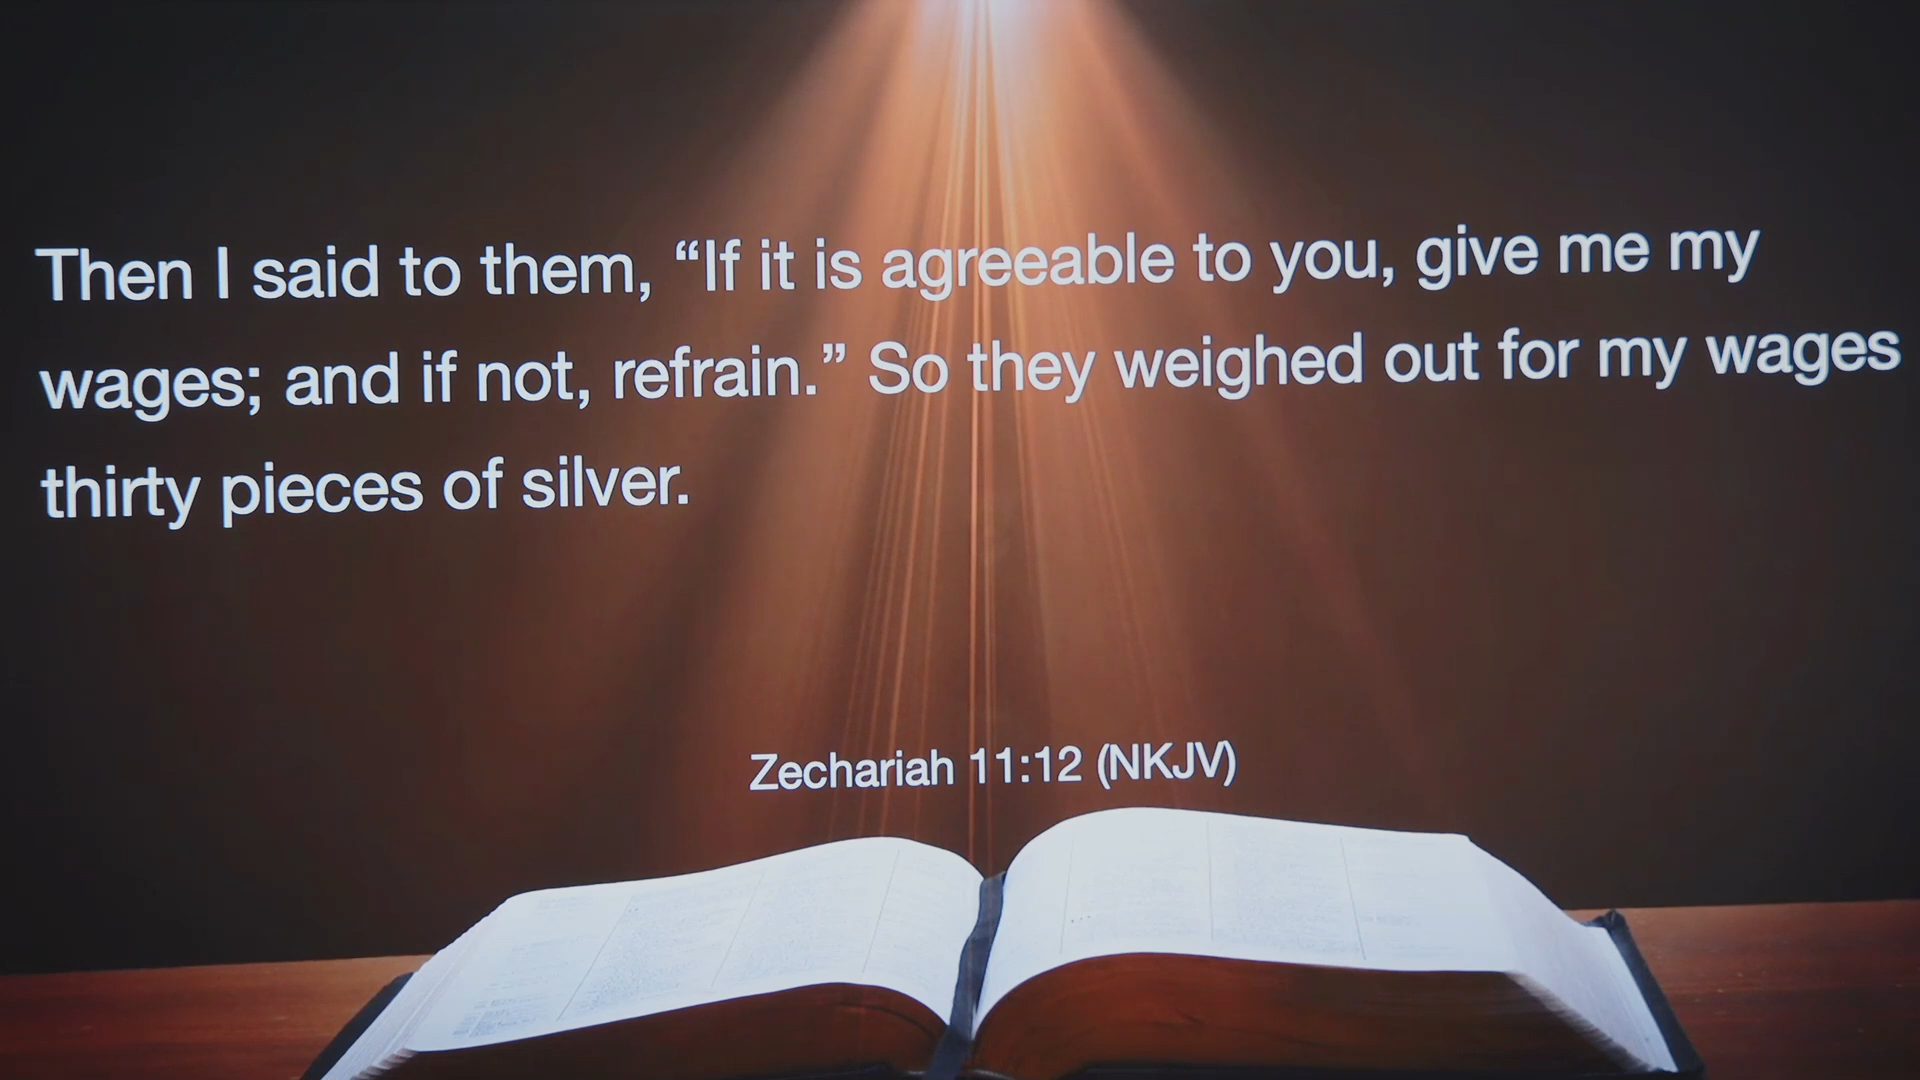 Then I said to them, “If it is agreeable to you, give me my
wages; and if not, refrain.” So they weighed out for my wages
thirty pieces of silver.
Zechariah 11:12 (NKJV)